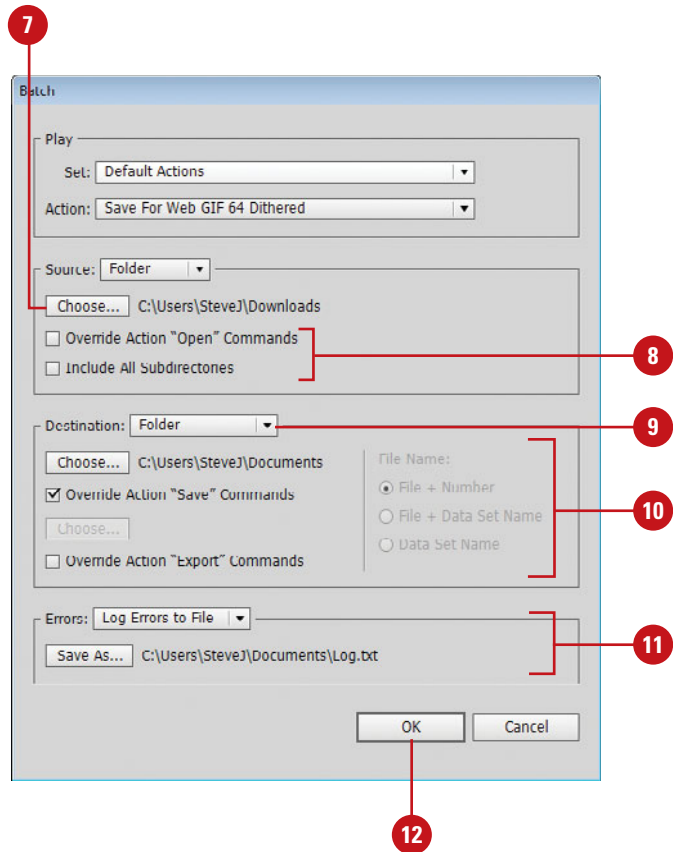 7
Batch
Play
Set: Default Actions
Action: Save For Web GIF 64 Dithered
Source: Folder
Choose... C:\Users\SteveJ\Downloads
Override Action "Open" Commands
Include All Subdirectories
8
Destination: Folder
9
Choose... C:\Users\SteveJ\Documents
Override Action "Save" Commands
Choose...
Override Action "Export" Commands
File Name:
File + Number
File + Data Set Name
Data Set Name
10
Errors: Log Errors to File
Save As... C:\Users\SteveJ\Documents\Log.txt
11
OK
Cancel
12